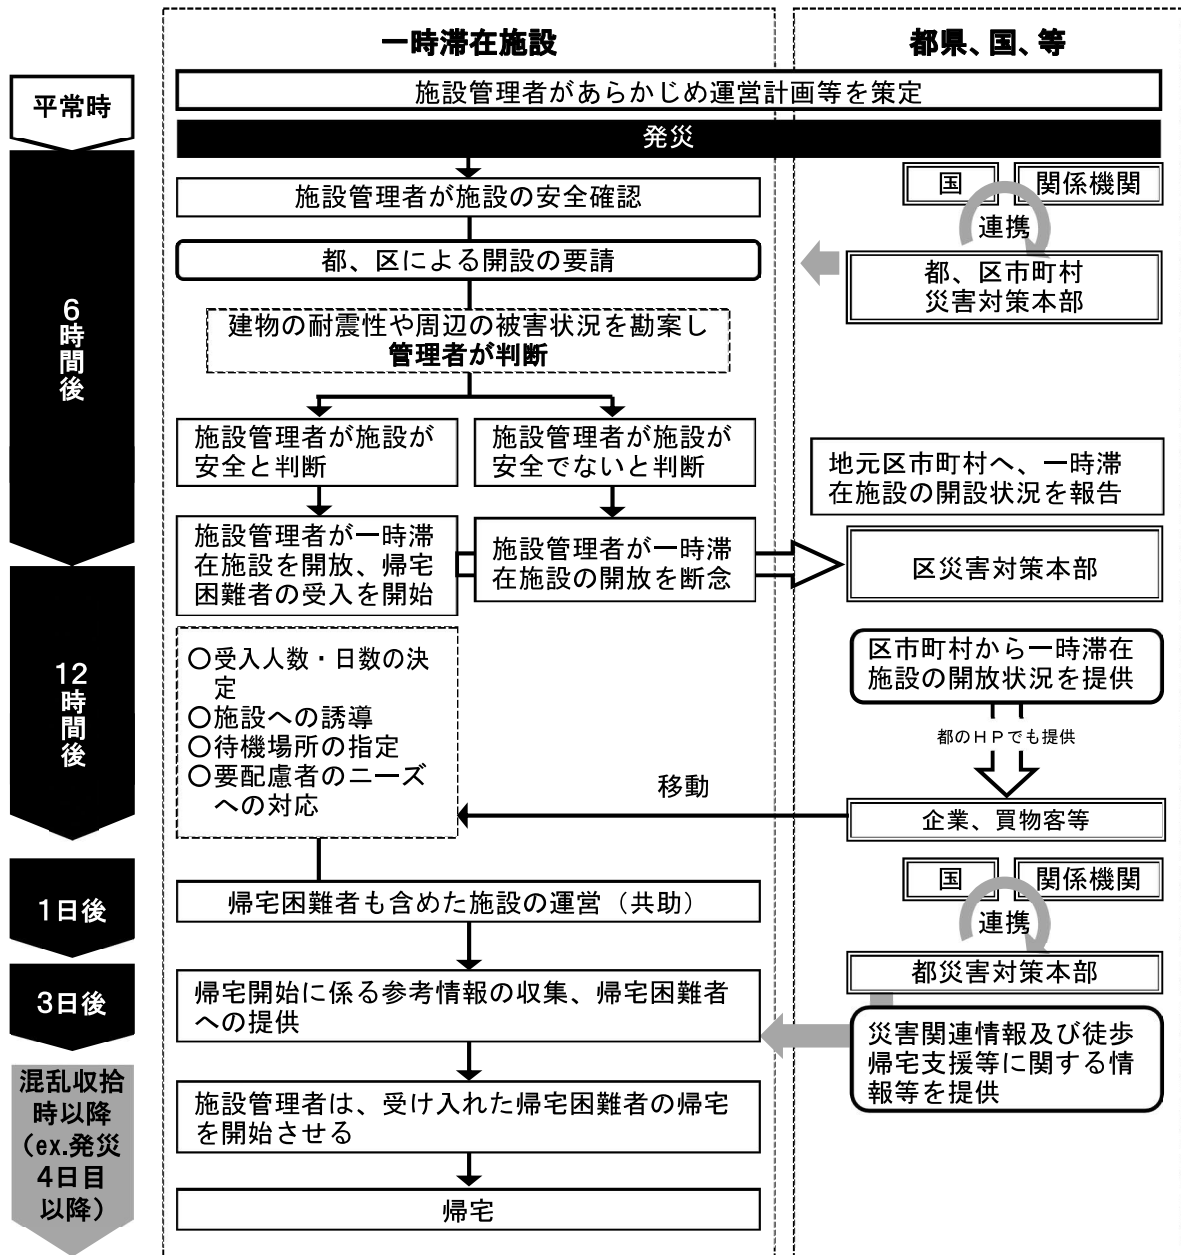 一時滞在施設
都県、国、等
平常時
施設管理者があらかじめ運営計画等を策定
発災
6時間後
施設管理者が施設の安全確認
都、区による開設の要請
建物の耐震性や周辺の被害状況を勘案し
管理者が判断
施設管理者が施設が
安全と判断
施設管理者が施設が
安全でないと判断
施設管理者が一時滞
在施設を開放、帰宅
困難者の受入を開始
施設管理者が一時滞
在施設の開放を断念
国
関係機関
連携
都、区市町村
災害対策本部
地元区市町村へ、一時滞
在施設の開設状況を報告
区災害対策本部
12時間後
○受入人数・日数の決
定
○施設への誘導
○待機場所の指定
○要配慮者のニーズ
への対応
区市町村から一時滞在
施設の開放状況を提供
都のHPでも提供
移動
企業、買物客等
1日後
帰宅困難者も含めた施設の運営（共助）
国
関係機関
連携
都災害対策本部
3日後
帰宅開始に係る参考情報の収集、帰宅困難者
への提供
災害関連情報及び徒歩
帰宅支援等に関する情
報等を提供
混乱収拾
時以降
（ex.発災
4日目
以降）
施設管理者は、受け入れた帰宅困難者の帰宅
を開始させる
帰宅